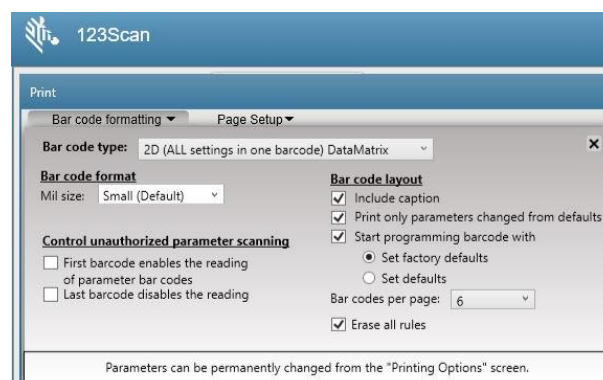 123Scan
Print
Bar code formatting
Page Setup
Bar code type: 2D (ALL settings in one barcode) DataMatrix
Bar code format
Mil size: Small (Default)
Control unauthorized parameter scanning
First barcode enables the reading
of parameter bar codes
Last barcode disables the reading
Bar code layout
Include caption
Print only parameters changed from defaults
Start programming barcode with
Set factory defaults
Set defaults
Bar codes per page: 6
Erase all rules
Parameters can be permanently changed from the "Printing Options" screen.